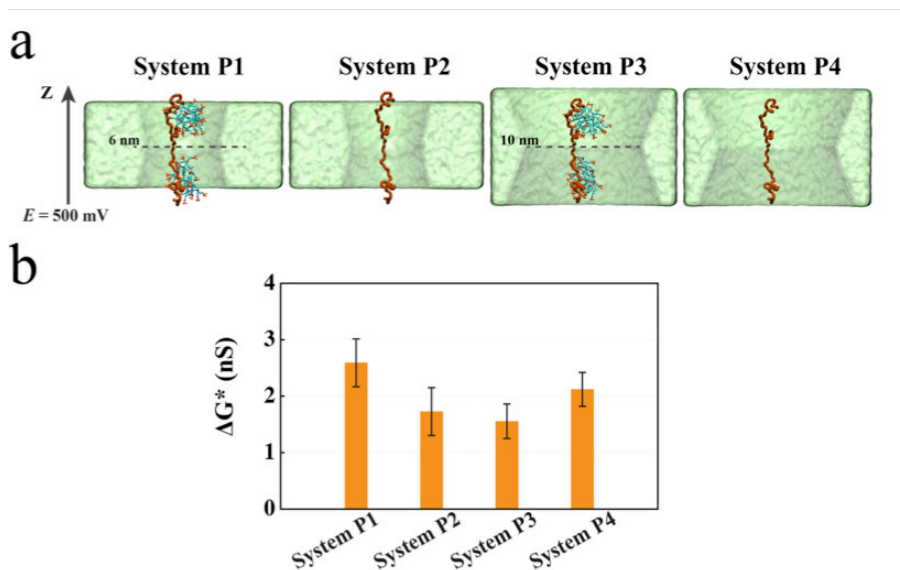 a
System P1 System P2 System P3 System P4
Z
6 nm 10 nm
E = 500 mV
b
ΔG* (nS)
4
3
2
1
0
System P1 System P2 System P3 System P4